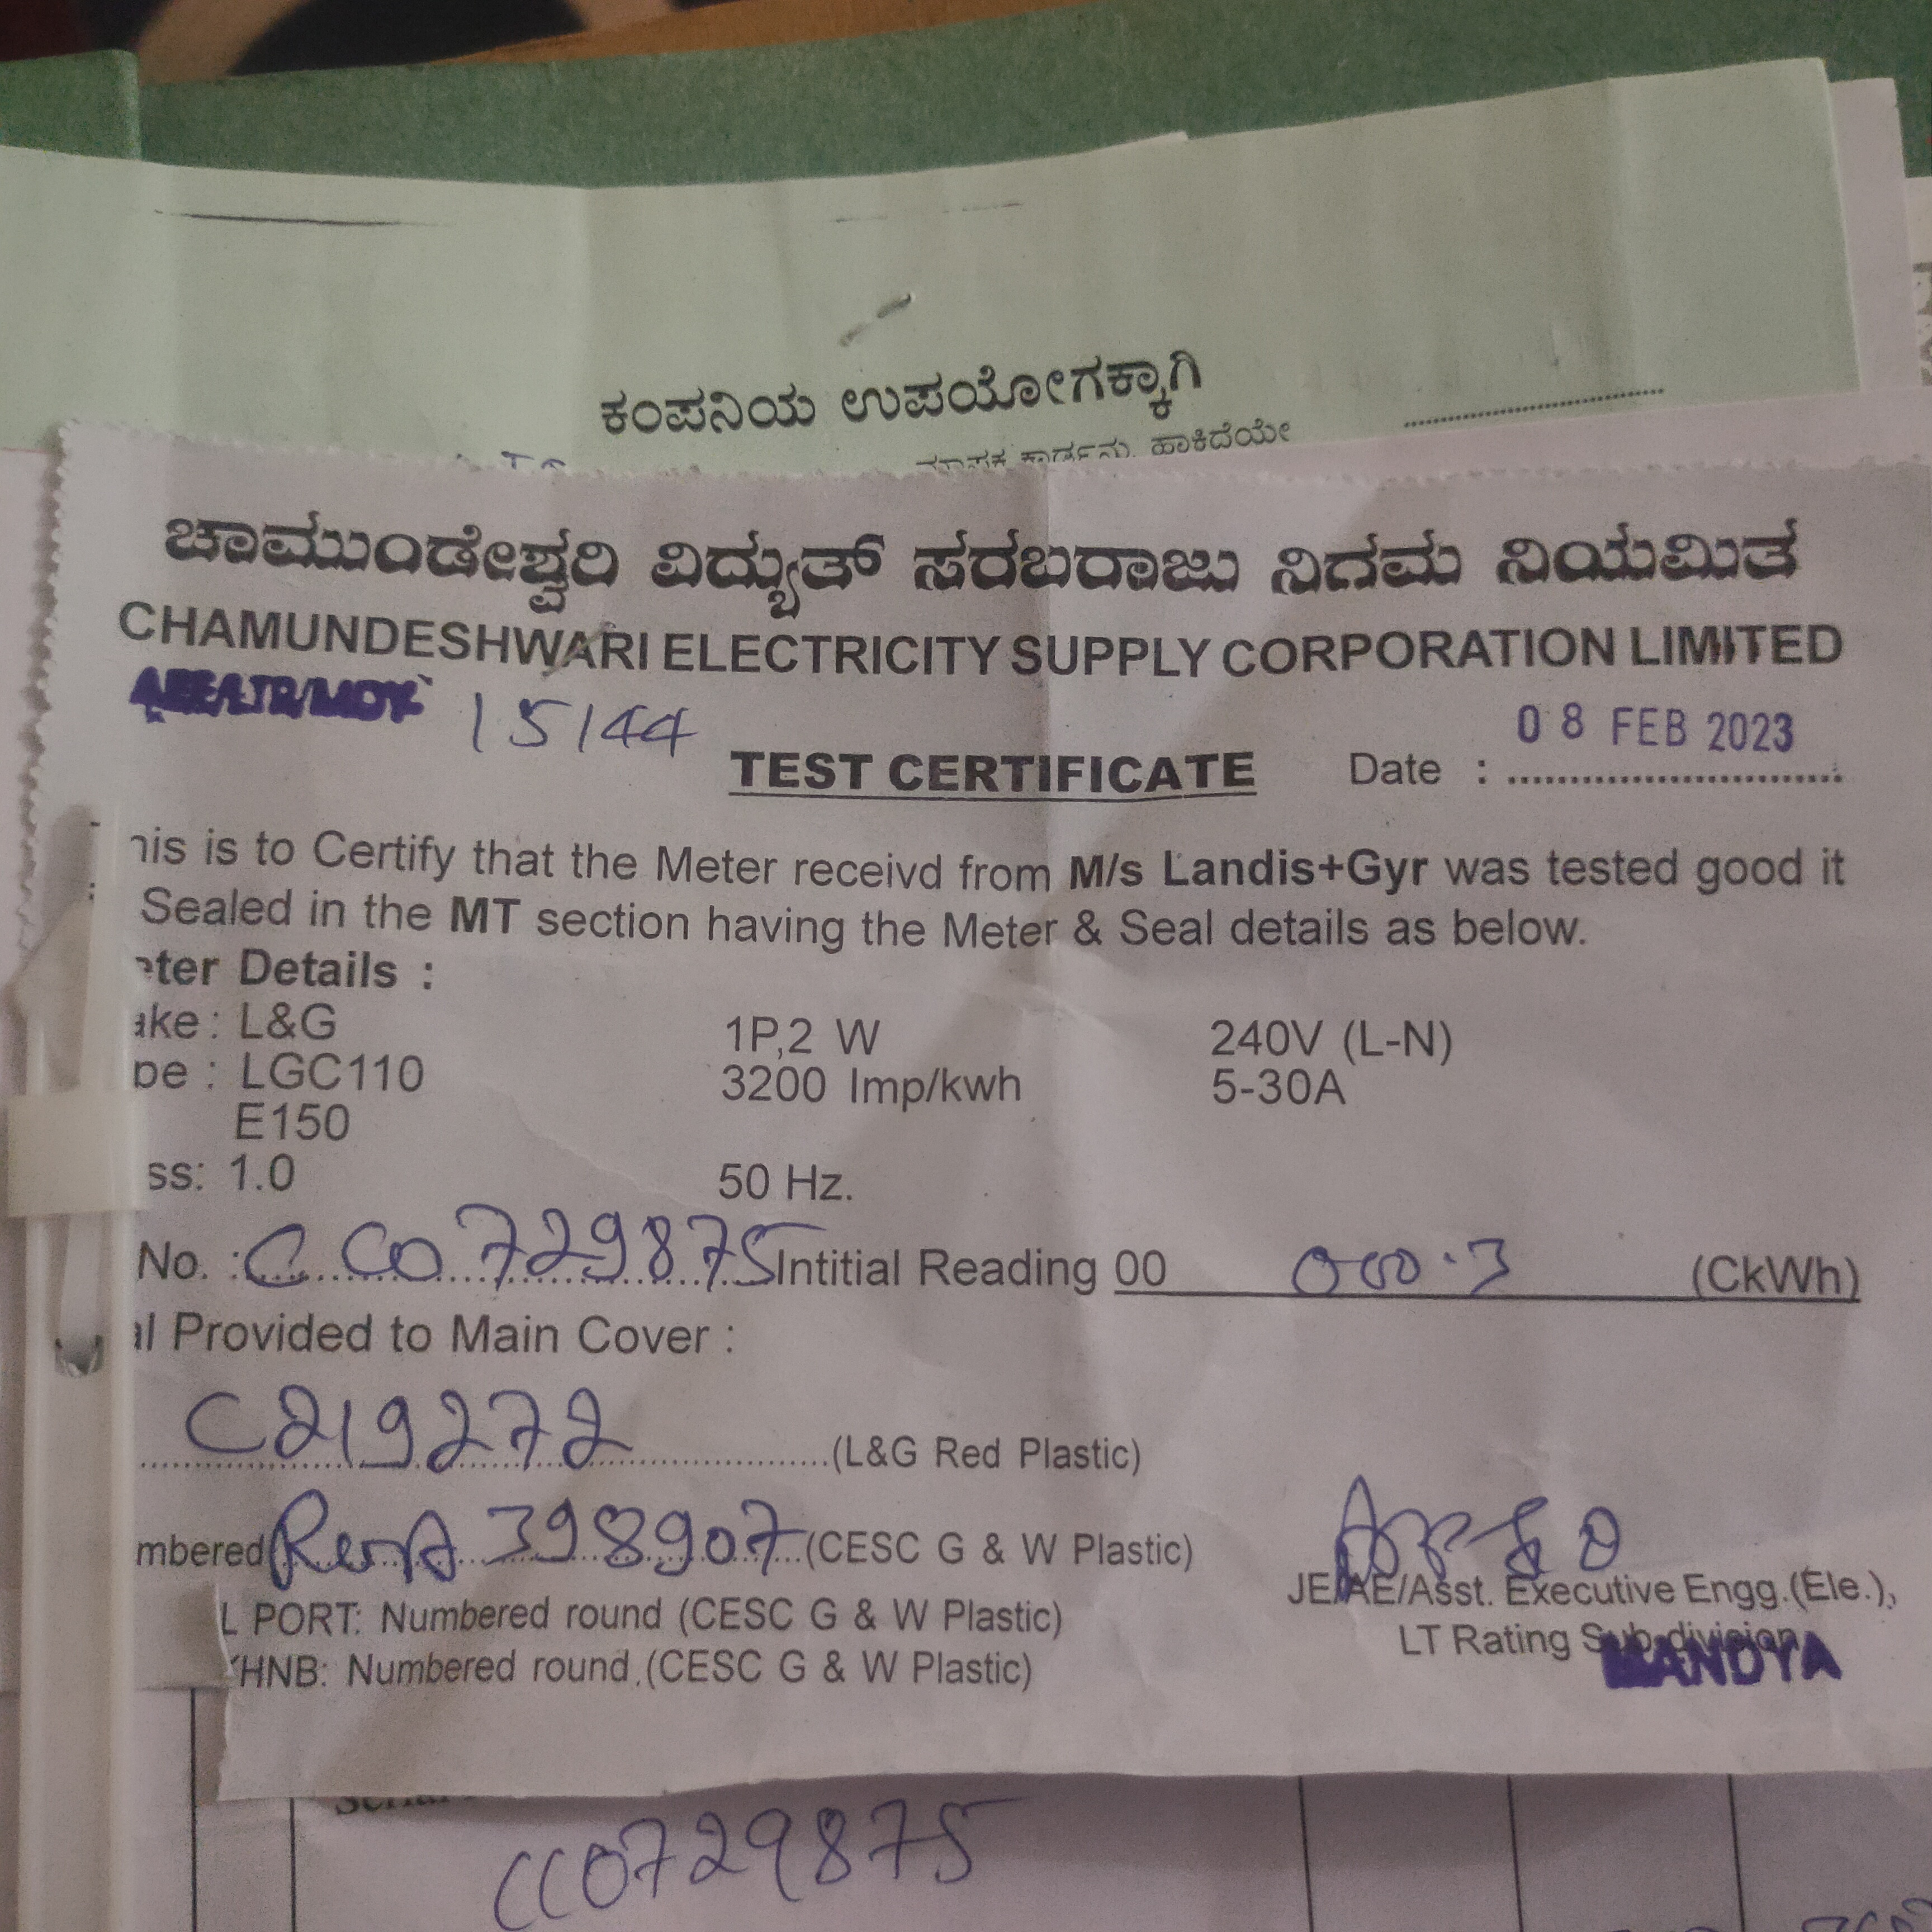 ಕಂಪನಿಯ ಉಪಯೋಗಕ್ಕಾಗಿ
ಹಾಕಿದೆಯೇ
ಚಾಮುಂಡೇಶ್ವರಿ ವಿದ್ಯುತ್ ಸರಬರಾಜು ನಿಗಮ ನಿಯಮಿತ
CHAMUNDESHWARI ELECTRICITY SUPPLY CORPORATION LIMITED
15144
08 FEB 2023
TEST CERTIFICATE Date :
his is to Certify that the Meter receivd from M/s Landis+Gyr was tested good it
Sealed in the MT section having the Meter & Seal details as below.
eter Details :
ake : L&G 1P,2 W 240V (L-N)
pe : LGC110 3200 Imp/kwh 5-30A
E150
ss: 1.0 50 Hz.
No. : CC0729875 Intitial Reading 00 000.3 (CkWh)
al Provided to Main Cover :
C219272 (L&G Red Plastic)
mbered 398907 (CESC G & W Plastic)
JE/AE/Asst. Executive Engg.(Ele.),
L PORT: Numbered round (CESC G & W Plastic)
LT Rating Sub-division
HNB: Numbered round (CESC G & W Plastic)
MANDYA
CC0729875